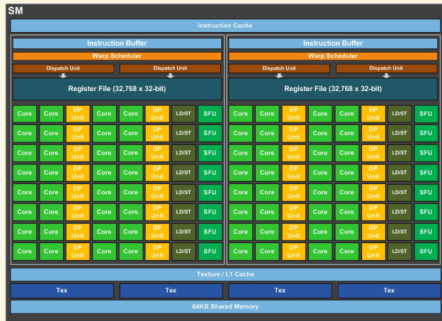 SM
Instruction Cache
Instruction Buffer Instruction Buffer
Warp Scheduler Warp Scheduler
Dispatch Unit Dispatch Unit Dispatch Unit Dispatch Unit
Register File (32,768 x 32-bit) Register File (32,768 x 32-bit)
Core Core DP Unit Core Core DP Unit LD/ST SFU Core Core DP Unit Core Core DP Unit LD/ST SFU
Core Core DP Unit Core Core DP Unit LD/ST SFU Core Core DP Unit Core Core DP Unit LD/ST SFU
Core Core DP Unit Core Core DP Unit LD/ST SFU Core Core DP Unit Core Core DP Unit LD/ST SFU
Core Core DP Unit Core Core DP Unit LD/ST SFU Core Core DP Unit Core Core DP Unit LD/ST SFU
Core Core DP Unit Core Core DP Unit LD/ST SFU Core Core DP Unit Core Core DP Unit LD/ST SFU
Core Core DP Unit Core Core DP Unit LD/ST SFU Core Core DP Unit Core Core DP Unit LD/ST SFU
Core Core DP Unit Core Core DP Unit LD/ST SFU Core Core DP Unit Core Core DP Unit LD/ST SFU
Core Core DP Unit Core Core DP Unit LD/ST SFU Core Core DP Unit Core Core DP Unit LD/ST SFU
Texture / L1 Cache
Tex Tex Tex Tex
64KB Shared Memory